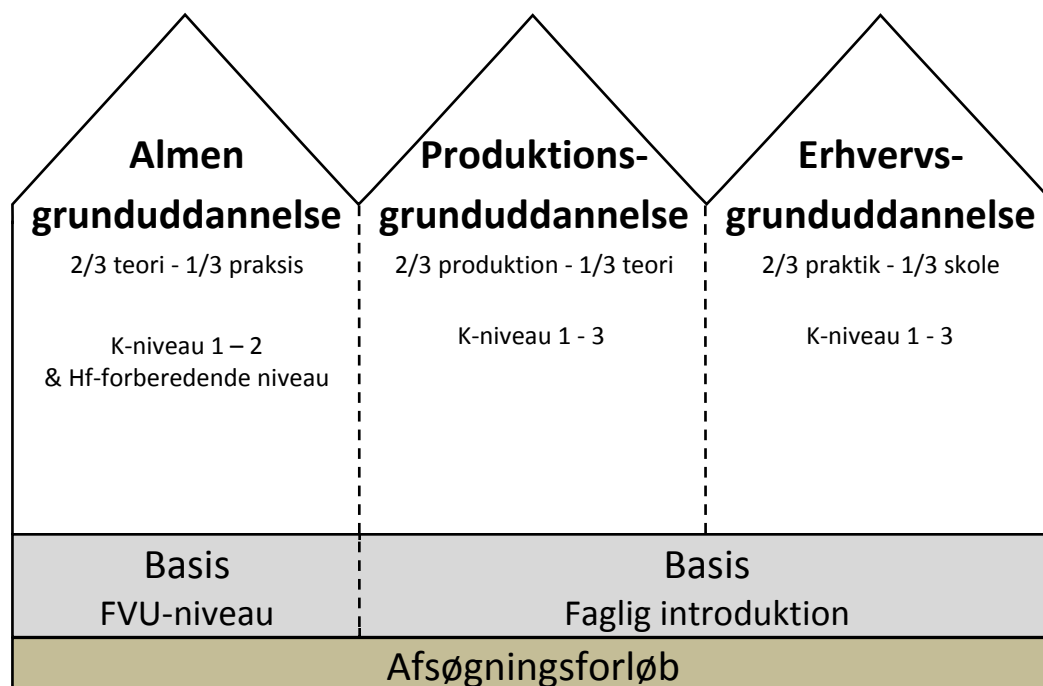 Almen
grunduddannelse
2/3 teori - 1/3 praksis
K-niveau 1 – 2
& Hf-forberedende niveau
Produktions-
grunduddannelse
2/3 produktion - 1/3 teori
K-niveau 1 - 3
Erhvervs-
grunduddannelse
2/3 praktik - 1/3 skole
K-niveau 1 - 3
Basis
FVU-niveau
Basis
Faglig introduktion
Afsøgningsforløb